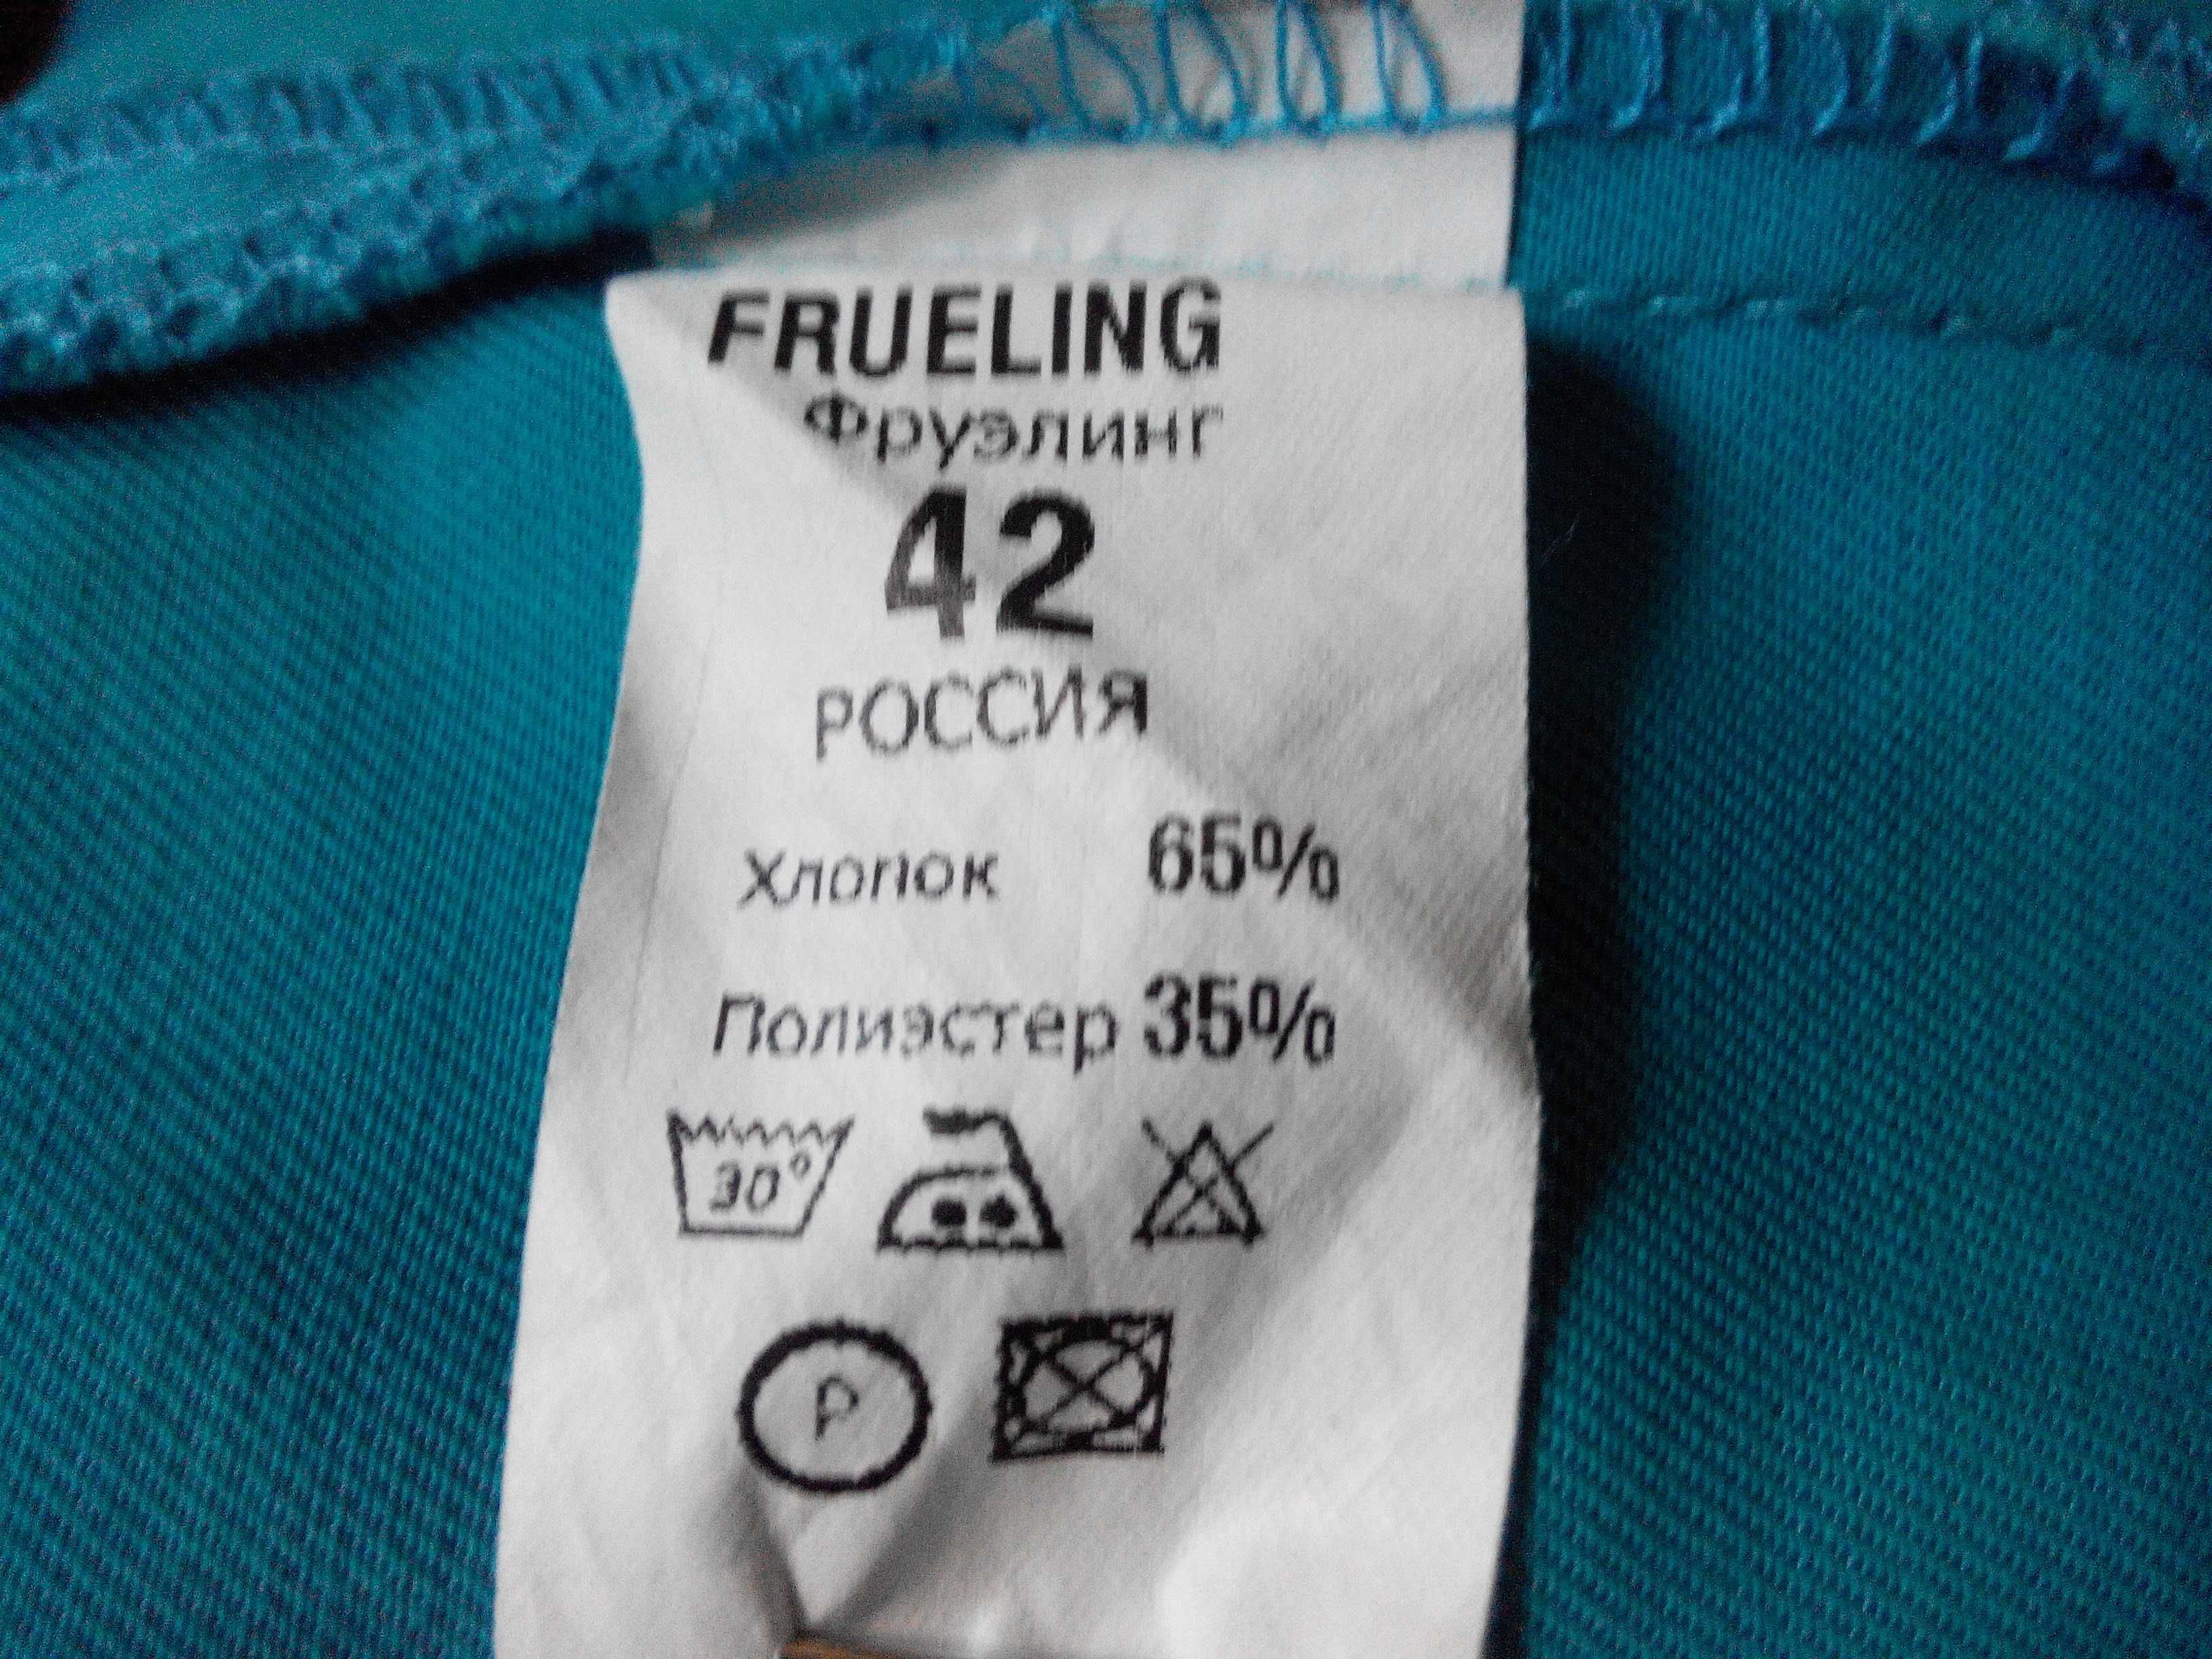 FRUELING
Фруэлинг
42
РОССИЯ
Хлопок 65%
Полиэстер 35%
30°
P